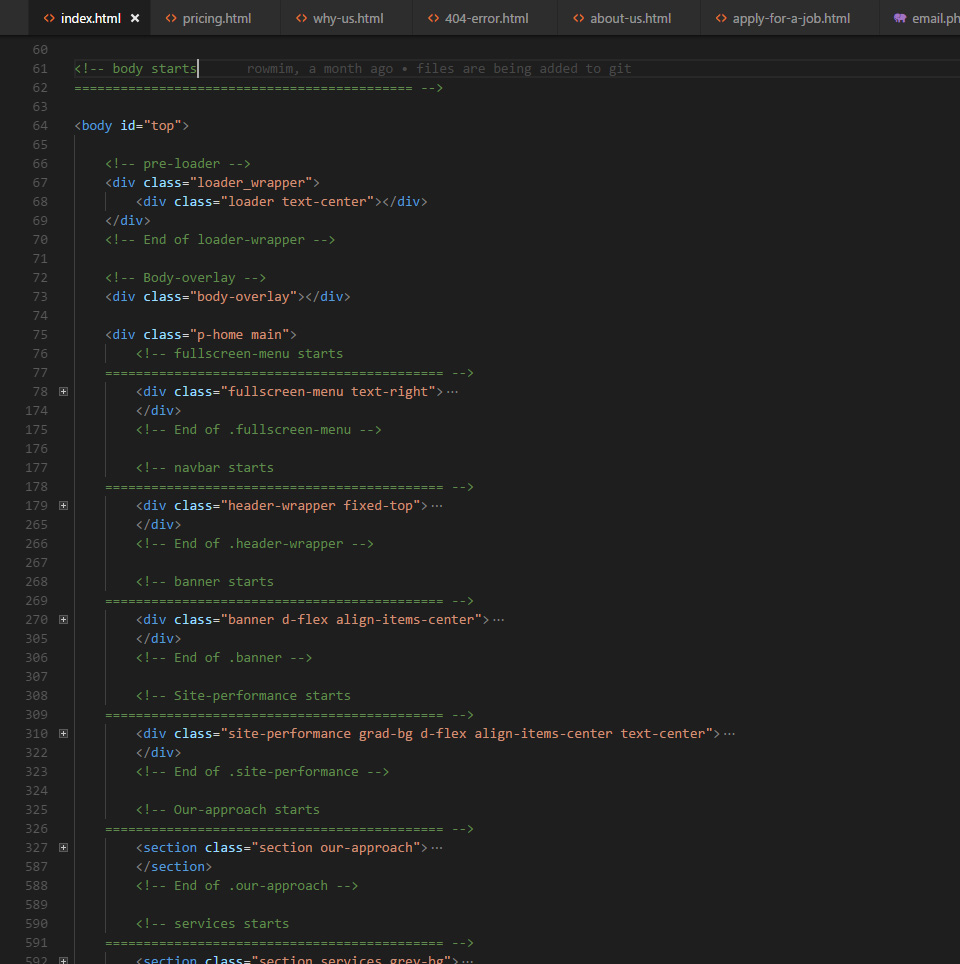 index.html pricing.html why-us.html 404-error.html about-us.html apply-for-a-job.html email.ph
60
61 <!-- body starts rowmim, a month ago • files are being added to git
62 ============================================ -->
63
64 <body id="top">
65
66 <!-- pre-loader -->
67 <div class="loader_wrapper">
68 <div class="loader text-center"></div>
69 </div>
70 <!-- End of loader-wrapper -->
71
72 <!-- Body-overlay -->
73 <div class="body-overlay"></div>
74
75 <div class="p-home main">
76 <!-- fullscreen-menu starts
77 ============================================ -->
78 <div class="fullscreen-menu text-right">…
174 </div>
175 <!-- End of .fullscreen-menu -->
176
177 <!-- navbar starts
178 ============================================ -->
179 <div class="header-wrapper fixed-top">…
265 </div>
266 <!-- End of .header-wrapper -->
267
268 <!-- banner starts
269 ============================================ -->
270 <div class="banner d-flex align-items-center">…
305 </div>
306 <!-- End of .banner -->
307
308 <!-- Site-performance starts
309 ============================================ -->
310 <div class="site-performance grad-bg d-flex align-items-center text-center">…
322 </div>
323 <!-- End of .site-performance -->
324
325 <!-- Our-approach starts
326 ============================================ -->
327 <section class="section our-approach">…
587 </section>
588 <!-- End of .our-approach -->
589
590 <!-- services starts
591 ============================================ -->
592 <section class="section services grey-bg">…